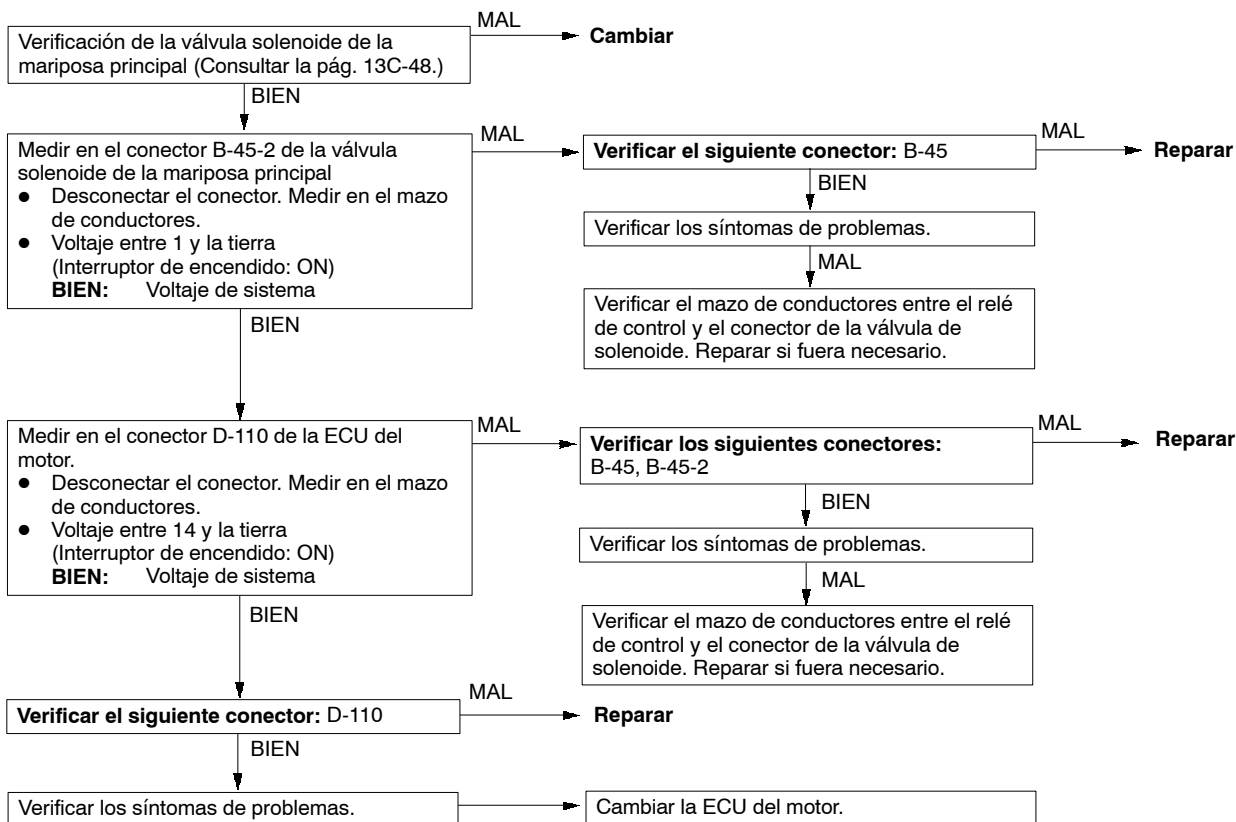 Verificación de la válvula solenoide de la
mariposa principal (Consultar la pág. 13C-48.)
MAL
Cambiar
BIEN
Medir en el conector B-45-2 de la válvula
solenoide de la mariposa principal
● Desconectar el conector. Medir en el mazo
de conductores.
● Voltaje entre 1 y la tierra
(Interruptor de encendido: ON)
BIEN: Voltaje de sistema
MAL
Verificar el siguiente conector: B-45
MAL
Reparar
BIEN
Verificar los síntomas de problemas.
MAL
Verificar el mazo de conductores entre el relé
de control y el conector de la válvula de
solenoide. Reparar si fuera necesario.
BIEN
Medir en el conector D-110 de la ECU del
motor.
● Desconectar el conector. Medir en el mazo
de conductores.
● Voltaje entre 14 y la tierra
(Interruptor de encendido: ON)
BIEN: Voltaje de sistema
MAL
Verificar los siguientes conectores:
B-45, B-45-2
MAL
Reparar
BIEN
Verificar los síntomas de problemas.
MAL
Verificar el mazo de conductores entre el relé
de control y el conector de la válvula de
solenoide. Reparar si fuera necesario.
BIEN
Verificar el siguiente conector: D-110
MAL
Reparar
BIEN
Verificar los síntomas de problemas.
Cambiar la ECU del motor.